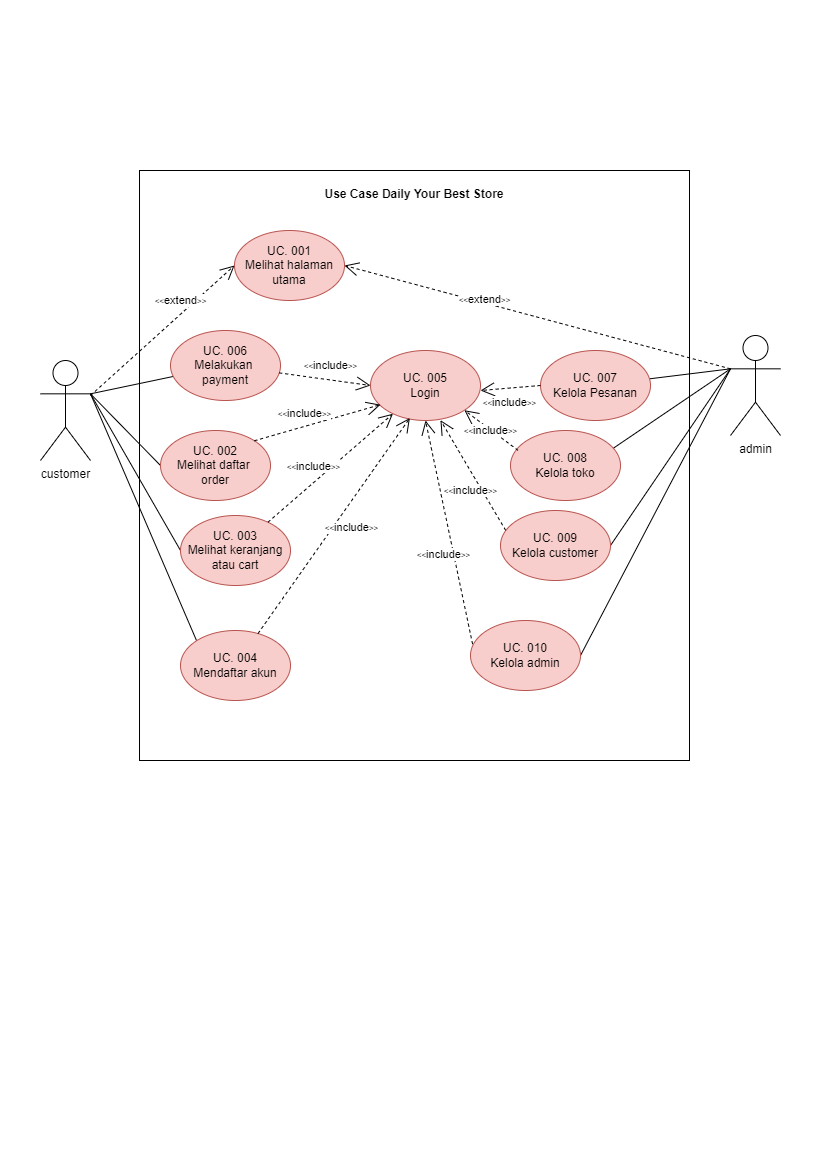 Use Case Daily Your Best Store
UC. 001
Melihat halaman
utama
<<extend>>
<<extend>>
UC. 006
Melakukan
payment
<<include>>
UC. 005
Login
UC. 007
Kelola Pesanan
<<include>>
customer
admin
UC. 002
Melihat daftar
order
<<include>>
<<include>>
UC. 008
Kelola toko
<<include>>
<<include>>
UC. 003
Melihat keranjang
atau cart
<<include>>
UC. 009
Kelola customer
<<include>>
UC. 004
Mendaftar akun
UC. 010
Kelola admin